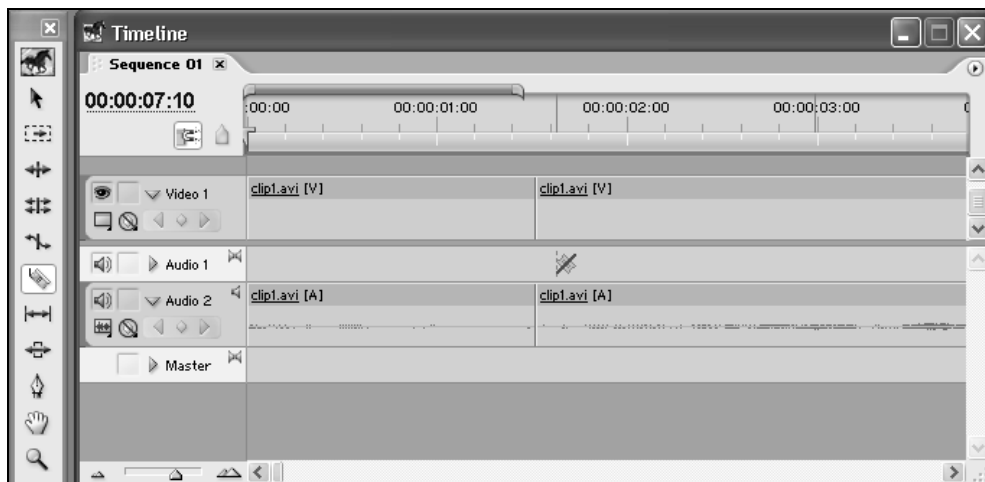 Timeline
Sequence 01
00:00:07:10
:00:00 00:00:01:00 00:00:02:00 00:00:03:00 0
Video 1 clip1.avi [V] clip1.avi [V]
Audio 1
Audio 2 clip1.avi [A] clip1.avi [A]
Master